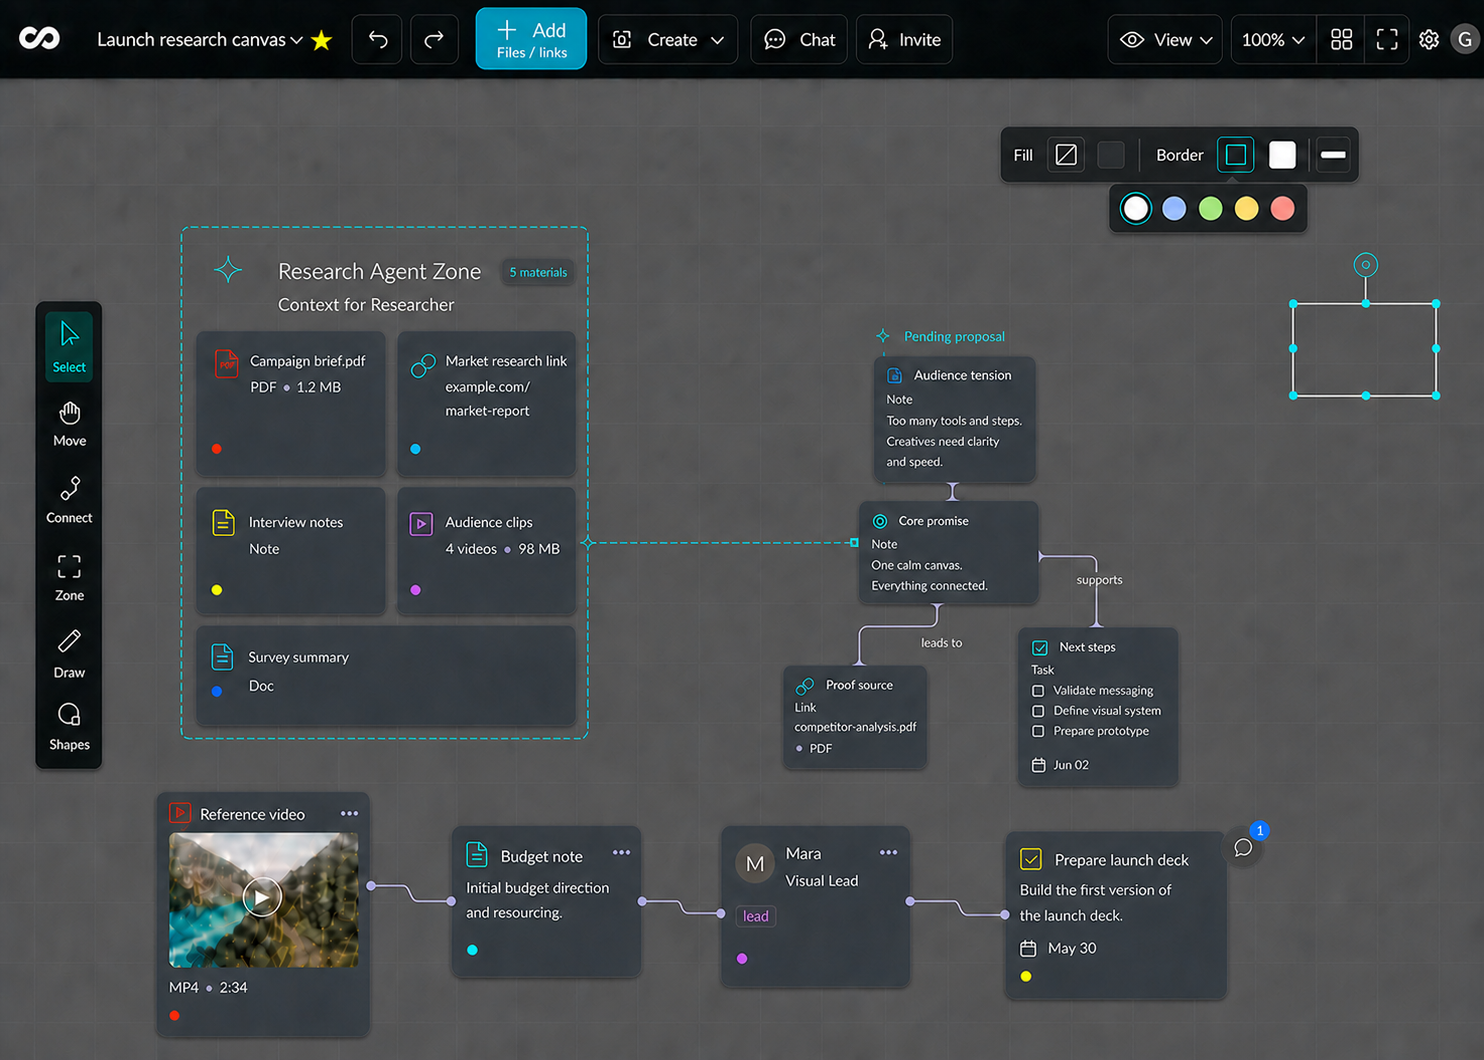 Launch research canvas
Add
Files / links
Create
Chat
Invite
View
100%
G
Fill
Border
Select
Move
Connect
Zone
Draw
Shapes
Research Agent Zone
5 materials
Context for Researcher
PDF
Campaign brief.pdf
PDF • 1.2 MB
Market research link
example.com/
market-report
Interview notes
Note
Audience clips
4 videos • 98 MB
Survey summary
Doc
Pending proposal
Audience tension
Note
Too many tools and steps.
Creatives need clarity
and speed.
Core promise
Note
One calm canvas.
Everything connected.
supports
leads to
Proof source
Link
competitor-analysis.pdf
• PDF
Next steps
Task
Validate messaging
Define visual system
Prepare prototype
Jun 02
Reference video
MP4 • 2:34
Budget note
Initial budget direction
and resourcing.
M
Mara
Visual Lead
lead
Prepare launch deck
Build the first version of
the launch deck.
May 30
1